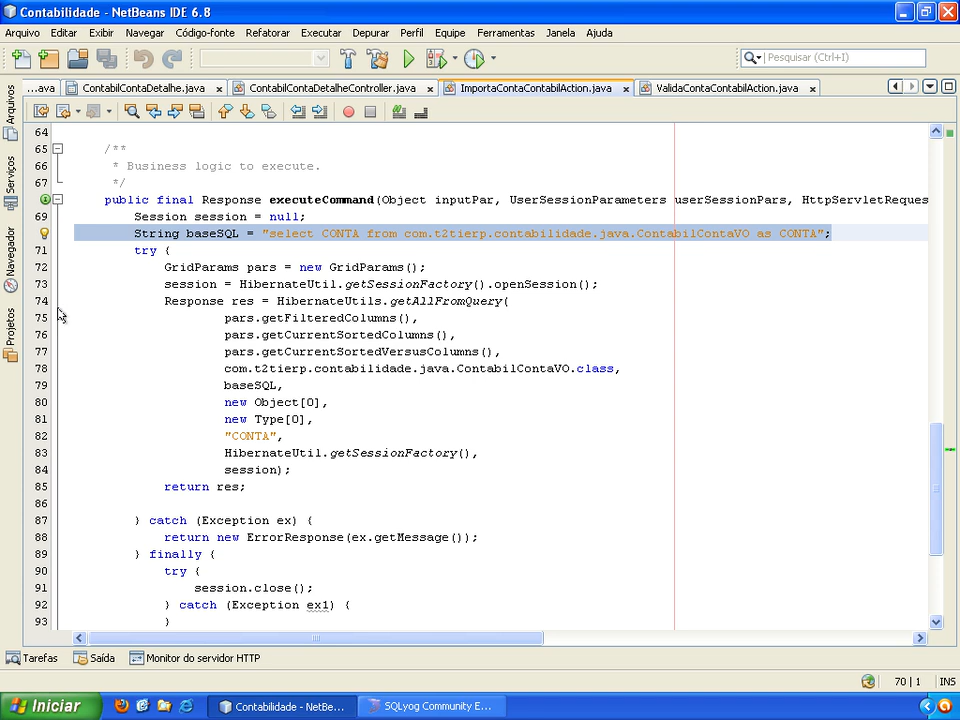 Contabilidade - NetBeans IDE 6.8
Arquivo Editar Exibir Navegar Código-fonte Refatorar Executar Depurar Perfil Equipe Ferramentas Janela Ajuda
Pesquisar (Ctrl+I)
...ava ContabilContaDetalhe.java ContabilContaDetalheController.java ImportaContaContabilAction.java ValidaContaContabilAction.java
Arquivos
Serviços
Navegador
Projetos
64
65 /**
66 * Business logic to execute.
67 */
public final Response executeCommand(Object inputPar, UserSessionParameters userSessionPars, HttpServletReques
69 Session session = null;
String baseSQL = "select CONTA from com.t2tierp.contabilidade.java.ContabilContaVO as CONTA";
71 try {
72 GridParams pars = new GridParams();
73 session = HibernateUtil.getSessionFactory().openSession();
74 Response res = HibernateUtils.getAllFromQuery(
75 pars.getFilteredColumns(),
76 pars.getCurrentSortedColumns(),
77 pars.getCurrentSortedVersusColumns(),
78 com.t2tierp.contabilidade.java.ContabilContaVO.class,
79 baseSQL,
80 new Object[0],
81 new Type[0],
82 "CONTA",
83 HibernateUtil.getSessionFactory(),
84 session);
85 return res;
86
87 } catch (Exception ex) {
88 return new ErrorResponse(ex.getMessage());
89 } finally {
90 try {
91 session.close();
92 } catch (Exception ex1) {
93 }
Tarefas Saída Monitor do servidor HTTP
70 | 1 INS
Iniciar Contabilidade - NetBe... SQLyog Community E...